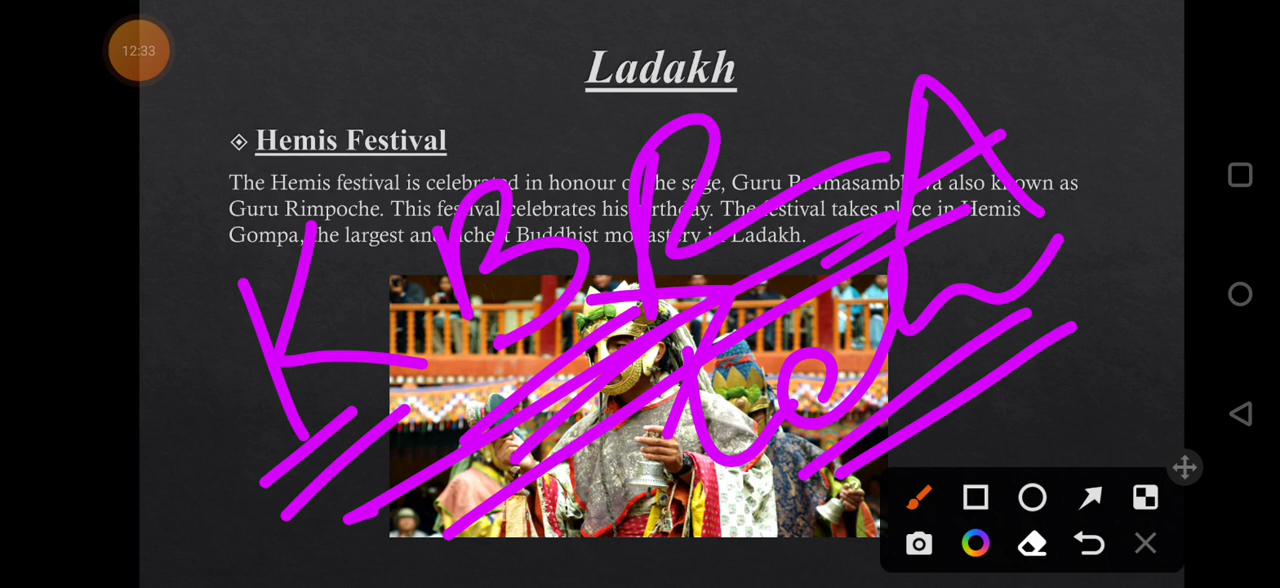 12:33
Ladakh
Hemis Festival
The Hemis festival is celebrated in honour of the sage, Guru Padmasambhava also known as
Guru Rimpoche. This festival celebrates his birthday. The festival takes place in Hemis
Gompa, the largest and richest Buddhist monastery in Ladakh.
K B R A
Tech